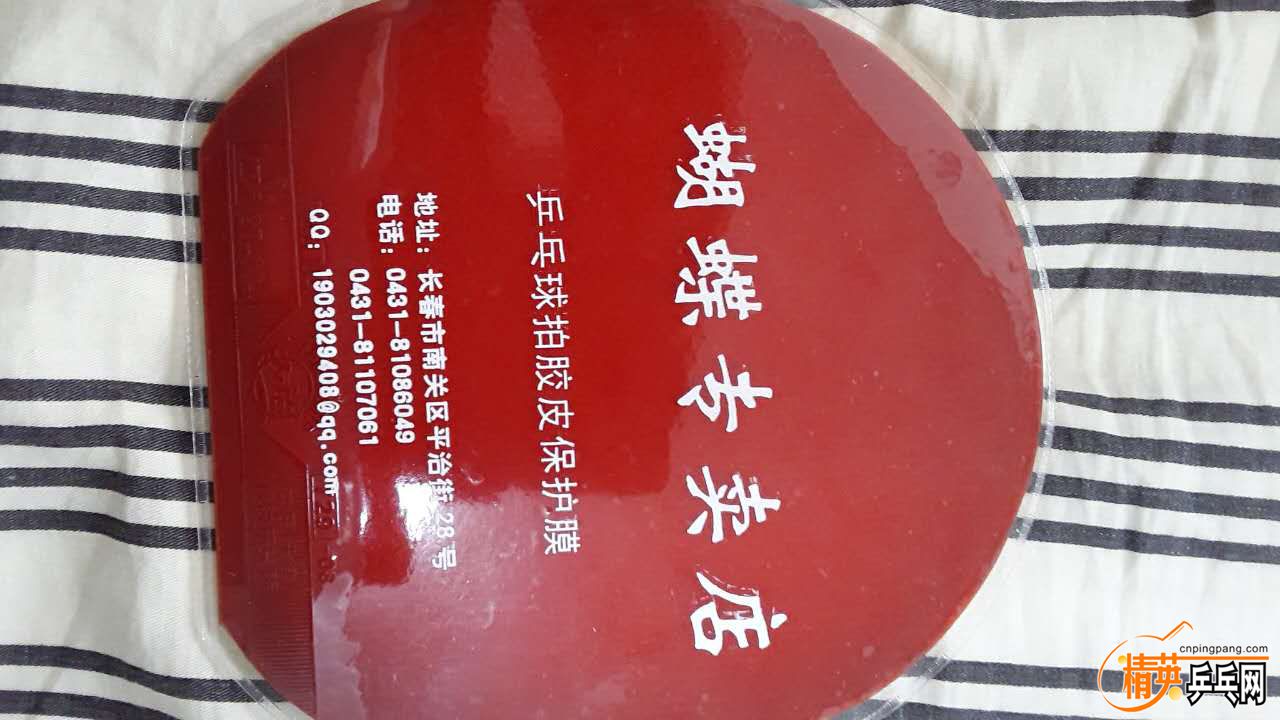 蝴蝶专卖店
乒乓球拍胶皮保护膜
地址：长春市南关区平治街28号
电话：0431-81086049
0431-81107061
QQ：1903029408@qq.com
cnpingpang.com
精英乒乓网